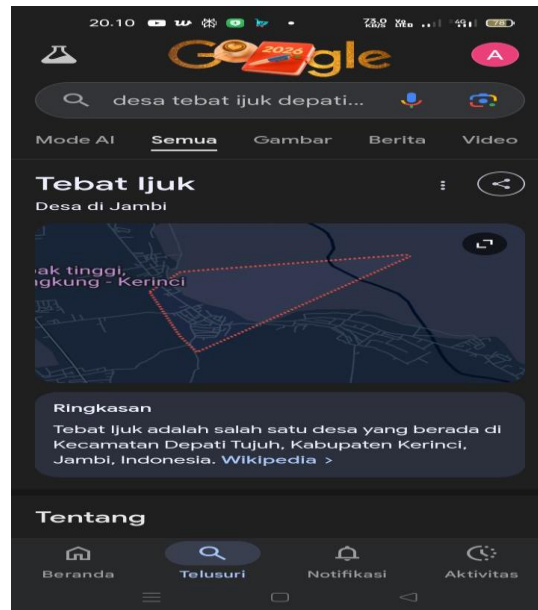 20.10
73.0 KB/S
78
Google
2026
A
desa tebat ijuk depati...
Mode AI Semua Gambar Berita Video
Tebat Ijuk
Desa di Jambi
ak tinggi,
ngkung - Kerinci
Ringkasan
Tebat Ijuk adalah salah satu desa yang berada di
Kecamatan Depati Tujuh, Kabupaten Kerinci,
Jambi, Indonesia. Wikipedia >
Tentang
Beranda Telusuri Notifikasi Aktivitas